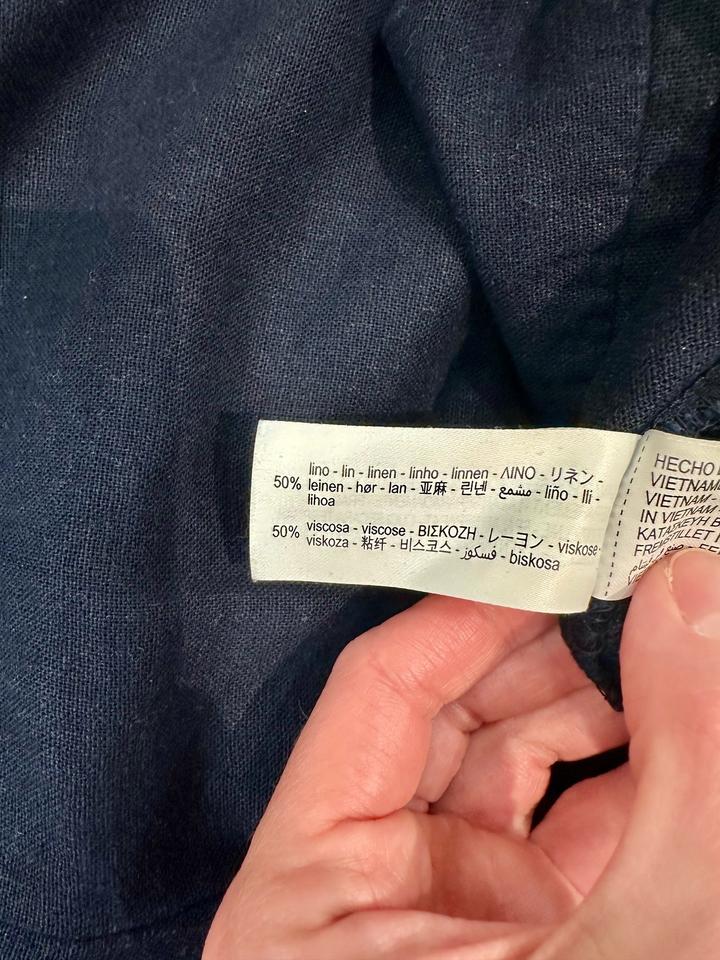 50% lino - lin - linen - linho - linnen - ΛΙΝΟ - リネン -
leinen - hør - lan - 亚麻 - 린넨 - مشمع - liño - lli -
lihoa
50% viscosa - viscose - ΒΙΣΚΟΖΗ - レーヨン - viskose -
viskoza - 粘纤 - 비스코스 - فسكوز - biskosa
HECHO
VIETNAM
VIETNAM -
IN VIETNAM